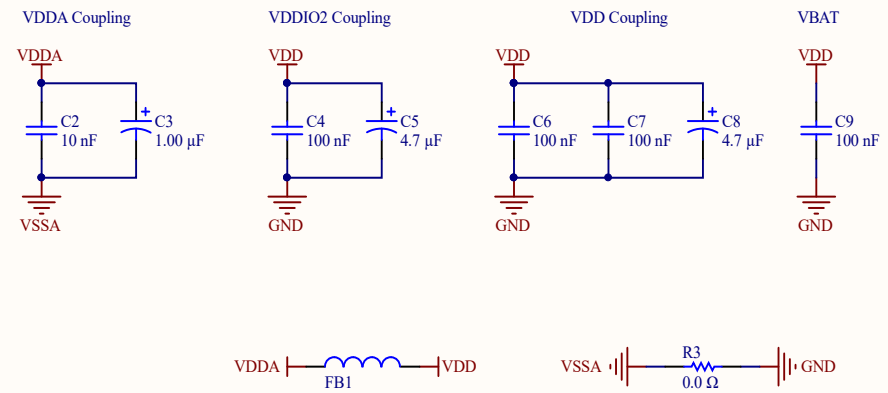 VDDA Coupling
VDDIO2 Coupling
VDD Coupling
VBAT
VDDA
VDD
VDD
VDD
C2
10 nF
C3
1.00 µF
C4
100 nF
C5
4.7 µF
C6
100 nF
C7
100 nF
C8
4.7 µF
C9
100 nF
VSSA
GND
GND
GND
VDDA
VDD
FB1
VSSA
R3
0.0 Ω
GND